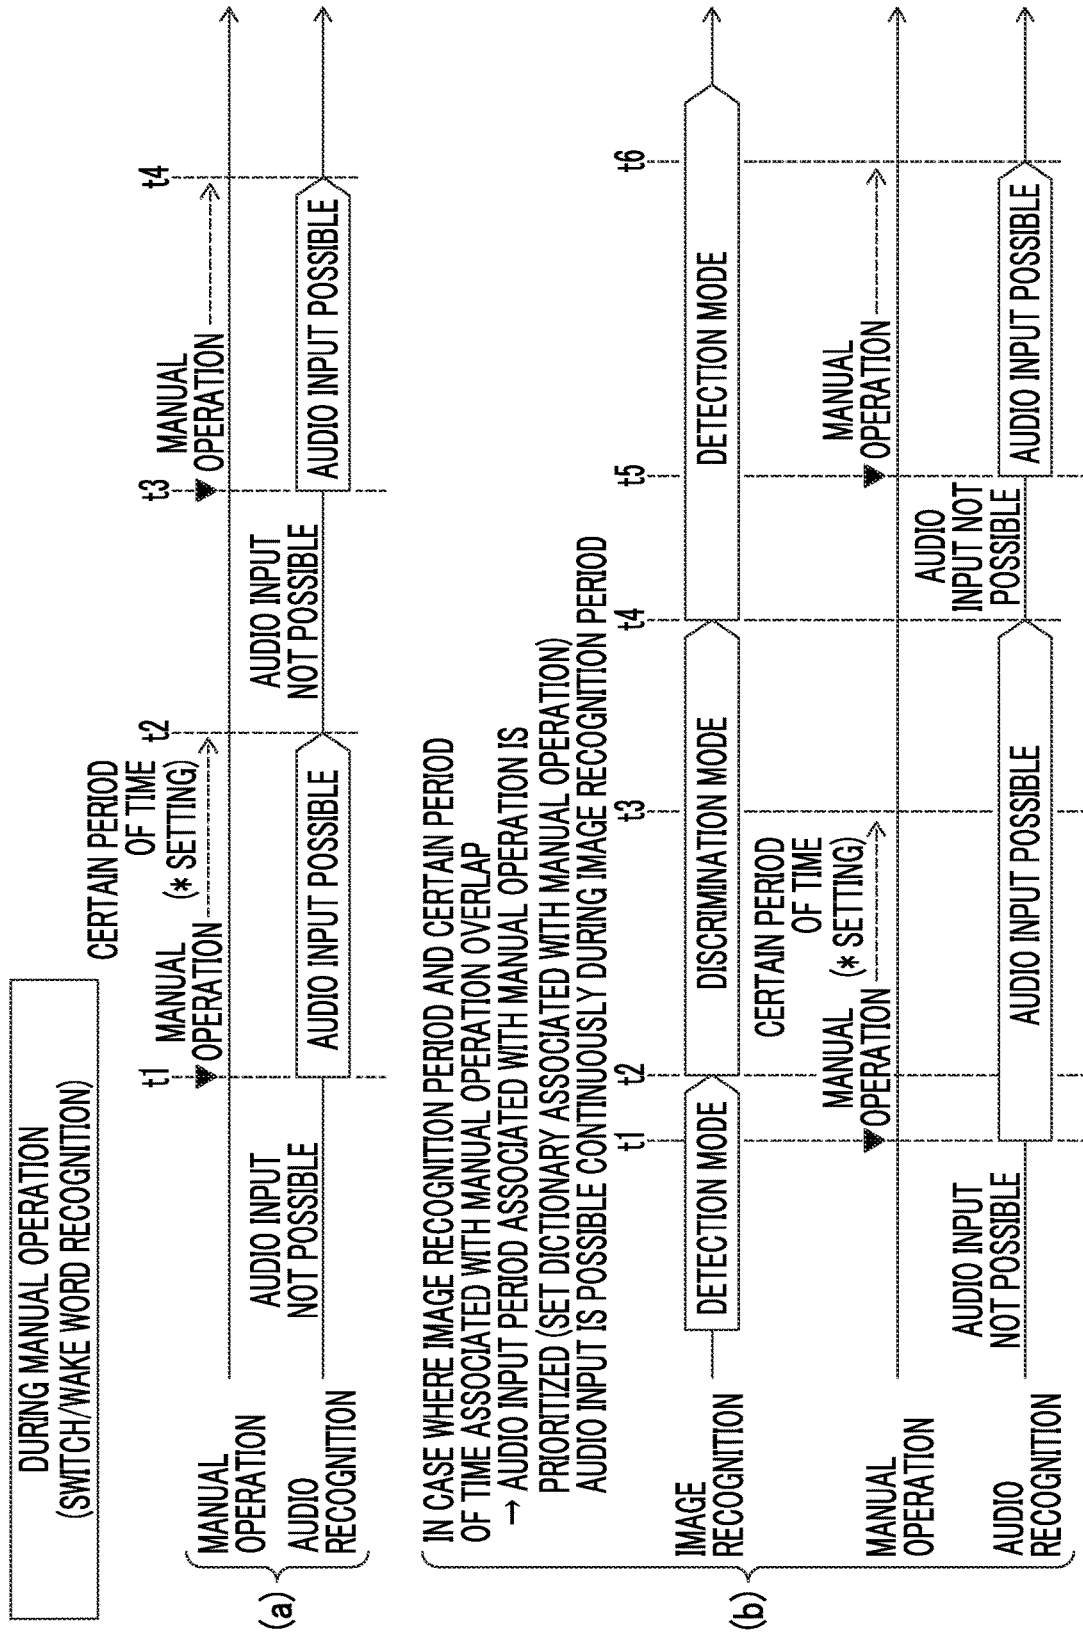 DURING MANUAL OPERATION
(SWITCH/WAKE WORD RECOGNITION)
(a)
MANUAL
OPERATION
AUDIO
RECOGNITION
AUDIO INPUT
NOT POSSIBLE
t1
MANUAL
OPERATION
CERTAIN PERIOD
OF TIME
(* SETTING)
AUDIO INPUT POSSIBLE
t2
AUDIO INPUT
NOT POSSIBLE
t3
MANUAL
OPERATION
AUDIO INPUT POSSIBLE
t4
(b)
IN CASE WHERE IMAGE RECOGNITION PERIOD AND CERTAIN PERIOD
OF TIME ASSOCIATED WITH MANUAL OPERATION OVERLAP
→ AUDIO INPUT PERIOD ASSOCIATED WITH MANUAL OPERATION IS
PRIORITIZED (SET DICTIONARY ASSOCIATED WITH MANUAL OPERATION)
AUDIO INPUT IS POSSIBLE CONTINUOUSLY DURING IMAGE RECOGNITION PERIOD
t1
t2
t3
t4
t5
t6
IMAGE
RECOGNITION
DETECTION MODE
DISCRIMINATION MODE
DETECTION MODE
MANUAL
OPERATION
MANUAL
OPERATION
CERTAIN PERIOD
OF TIME
(* SETTING)
MANUAL
OPERATION
AUDIO
RECOGNITION
AUDIO INPUT
NOT POSSIBLE
AUDIO INPUT POSSIBLE
AUDIO
INPUT NOT
POSSIBLE
AUDIO INPUT POSSIBLE